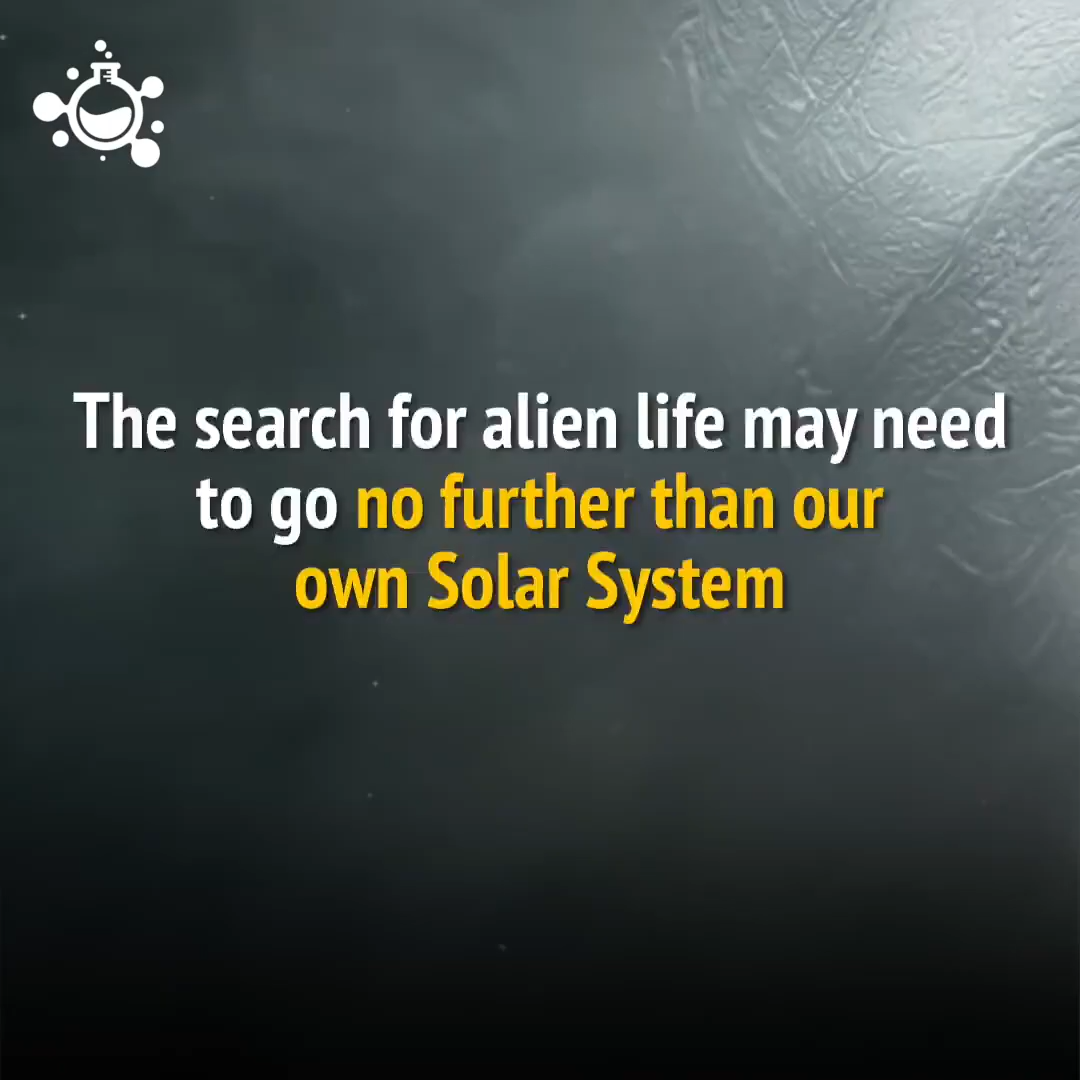 The search for alien life may need
to go no further than our
own Solar System